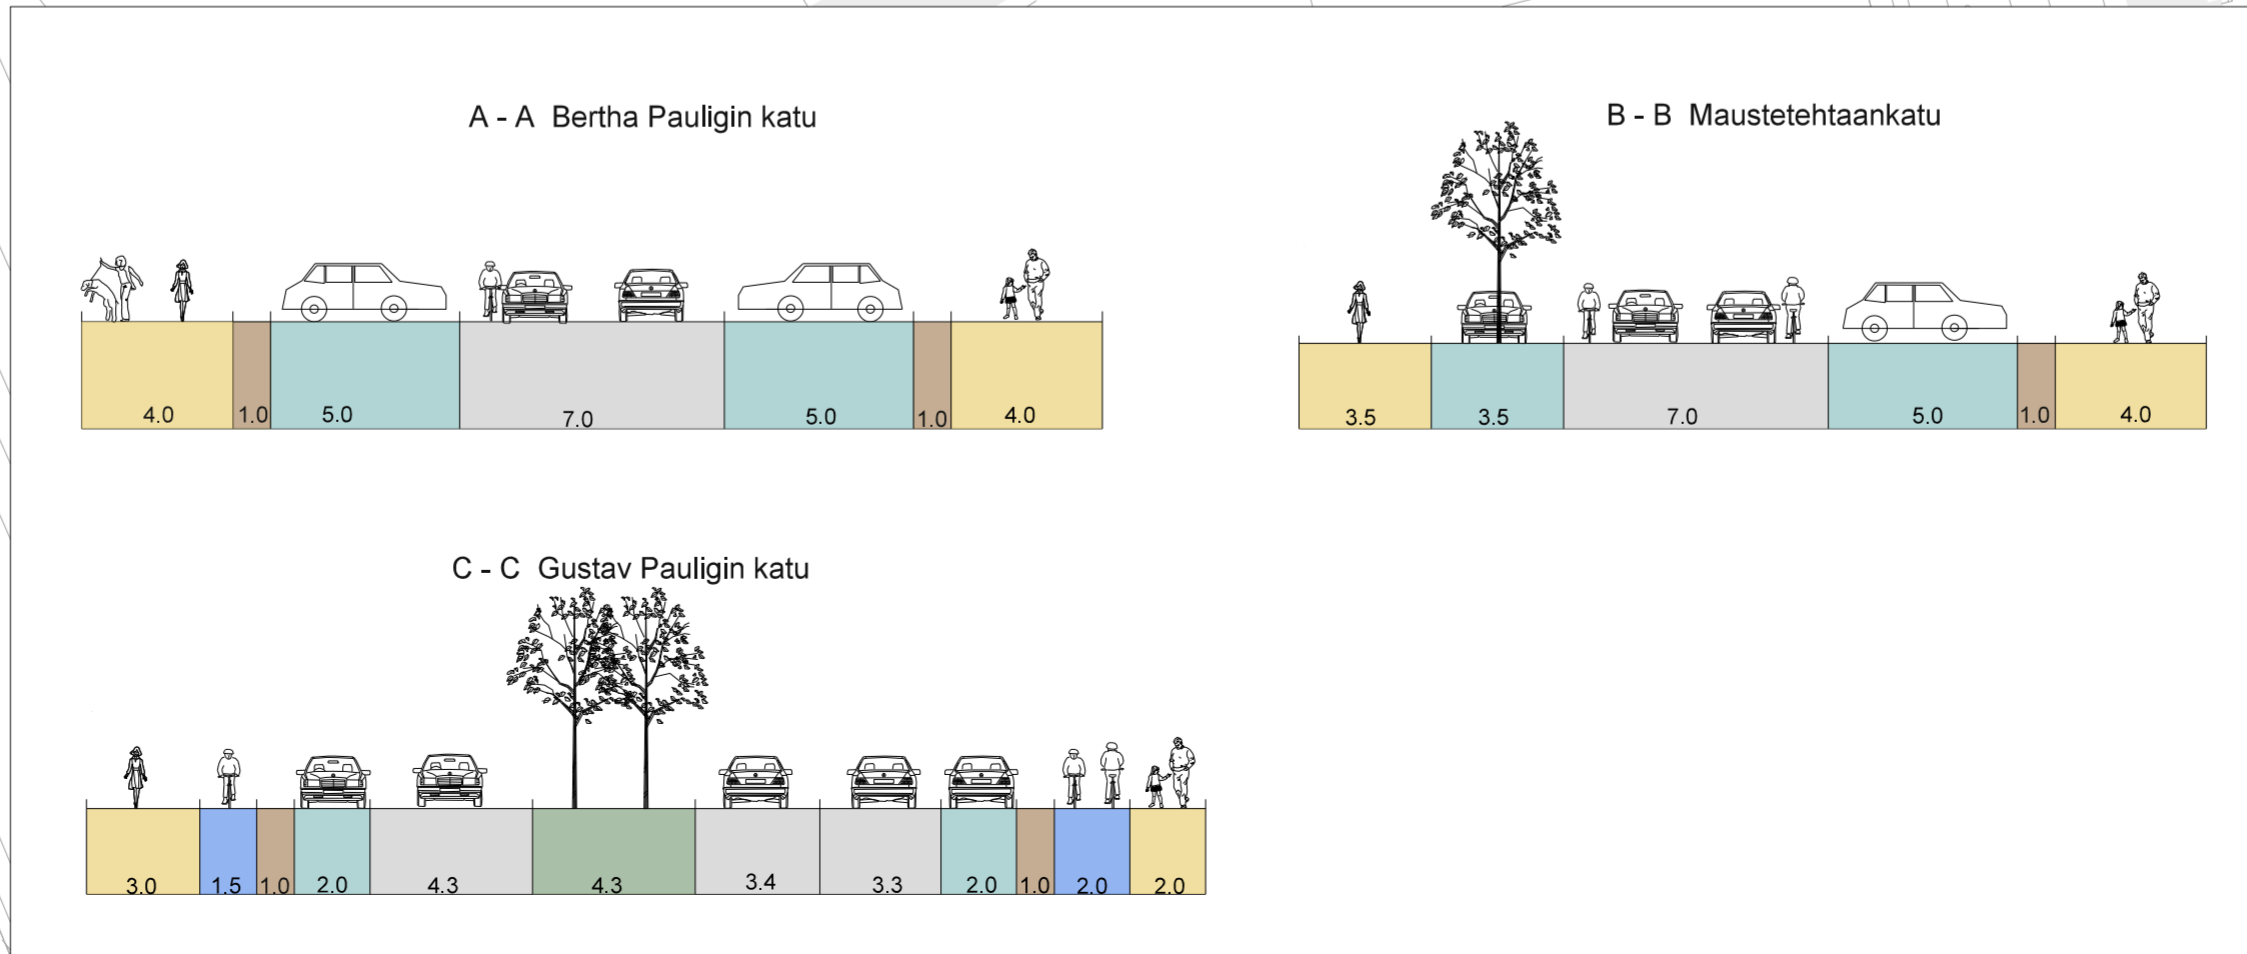 A - A Bertha Pauligin katu
4.0 1.0 5.0 7.0 5.0 1.0 4.0
B - B Maustetehtaankatu
3.5 3.5 7.0 5.0 1.0 4.0
C - C Gustav Pauligin katu
3.0 1.5 1.0 2.0 4.3 4.3 3.4 3.3 2.0 1.0 2.0 2.0